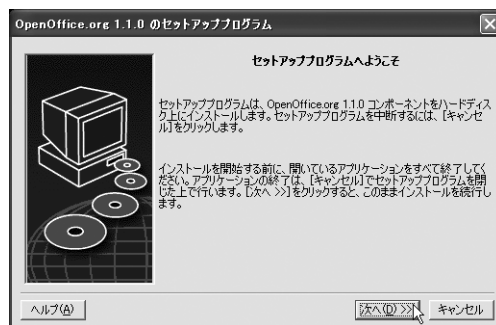 OpenOffice.org 1.1.0 のセットアッププログラム
セットアッププログラムへようこそ
セットアッププログラムは、OpenOffice.org 1.1.0 コンポーネントをハードディス
ク上にインストールします。セットアッププログラムを中断するには、[キャンセ
ル]をクリックします。
インストールを開始する前に、開いているアプリケーションをすべて終了してく
ださい。アプリケーションの終了は、[キャンセル]でセットアッププログラムを閉
じた上で行います。[次へ >>]をクリックすると、このままインストールを続行し
ます。
ヘルプ(A)
次へ(D) >>
キャンセル